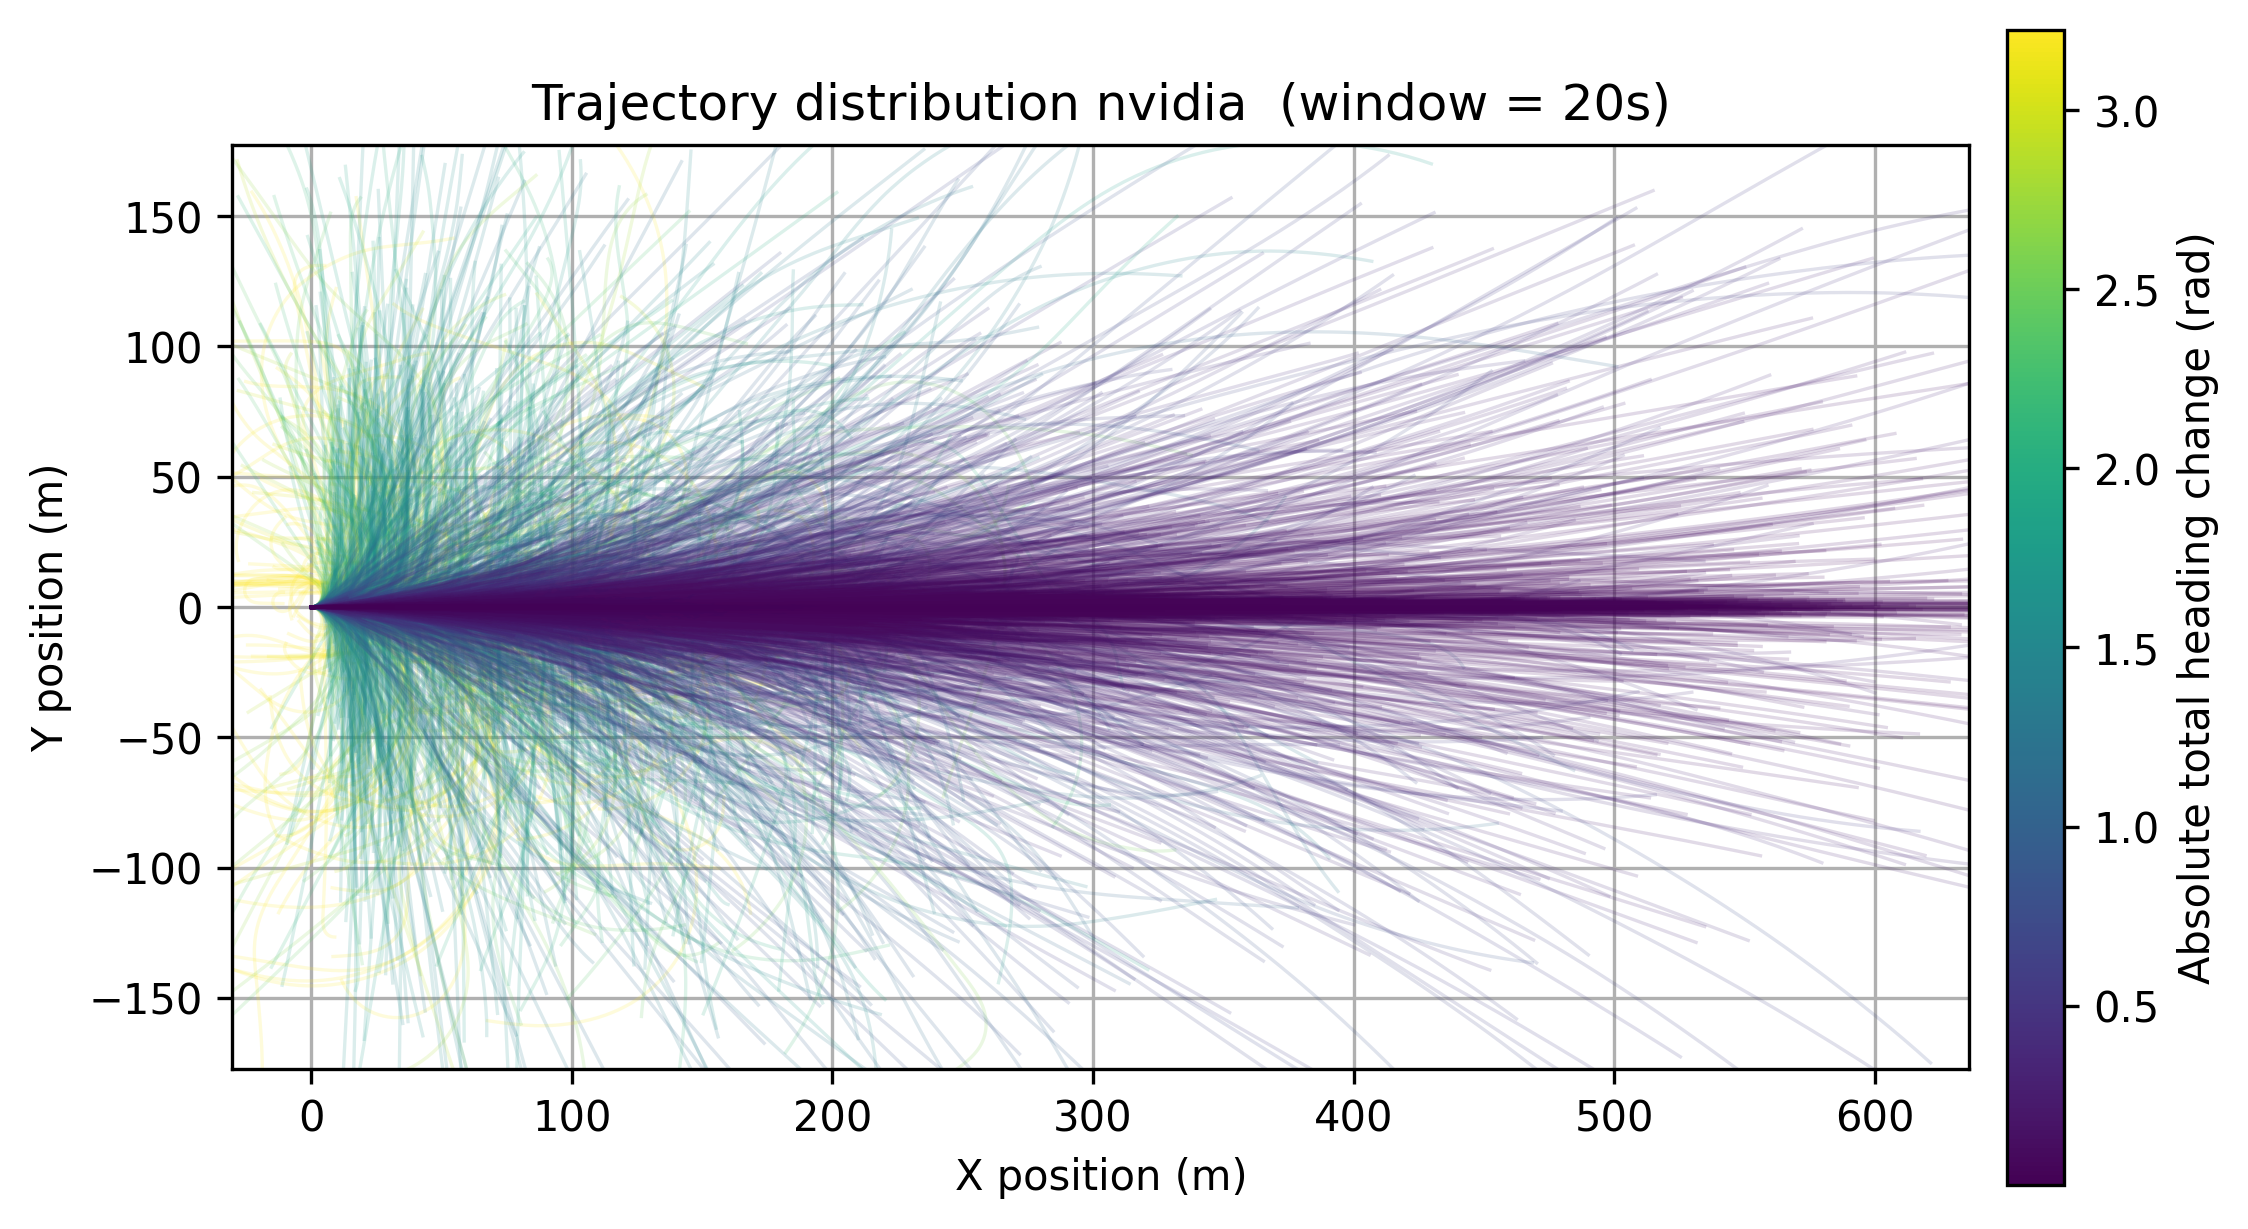 Trajectory distribution nvidia  (window = 20s)
150
100
50
0
−50
−100
−150
Y position (m)
0 100 200 300 400 500 600
X position (m)
3.0
2.5
2.0
1.5
1.0
0.5
Absolute total heading change (rad)